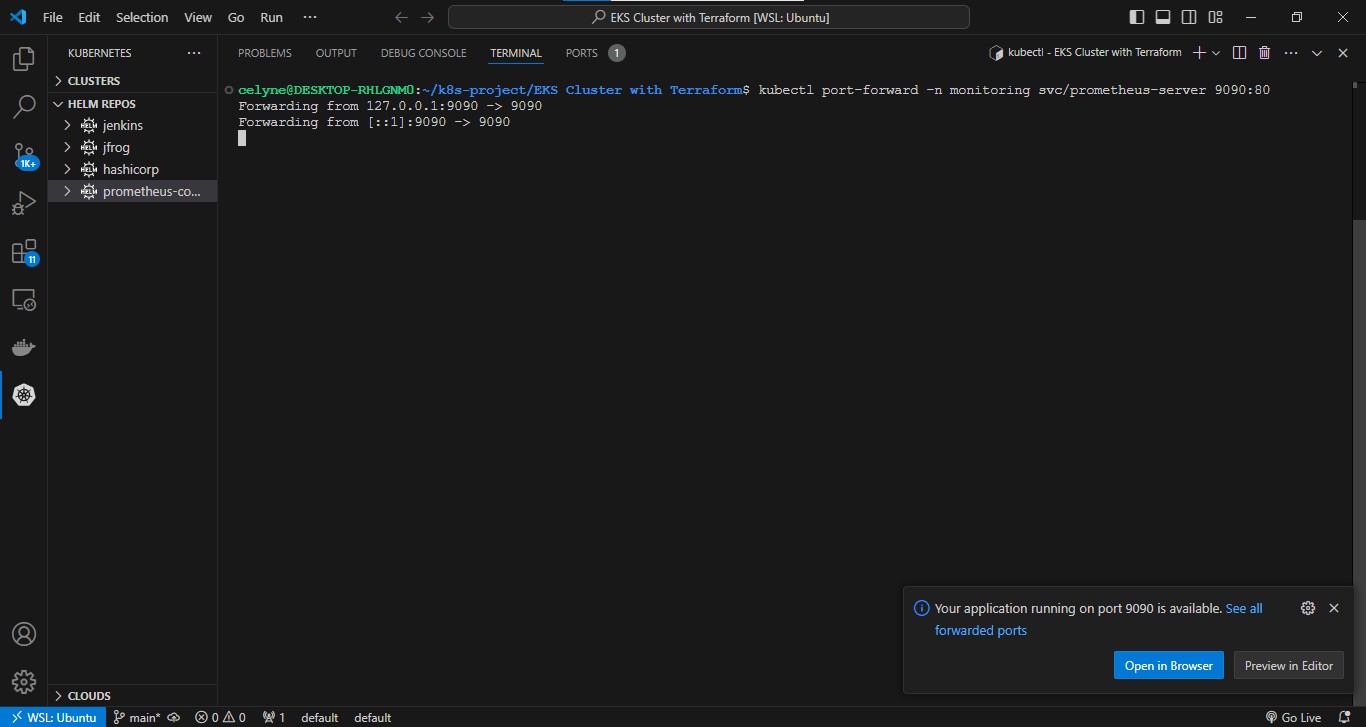 File Edit Selection View Go Run ··· EKS Cluster with Terraform [WSL: Ubuntu]
KUBERNETES ··· PROBLEMS OUTPUT DEBUG CONSOLE TERMINAL PORTS 1 kubectl - EKS Cluster with Terraform ···
CLUSTERS
HELM REPOS
HELM jenkins
HELM jfrog
HELM hashicorp
HELM prometheus-co...
celyne@DESKTOP-RHLGNM0:~/k8s-project/EKS Cluster with Terraform$ kubectl port-forward -n monitoring svc/prometheus-server 9090:80
Forwarding from 127.0.0.1:9090 -> 9090
Forwarding from [::1]:9090 -> 9090
1K+
11
Your application running on port 9090 is available. See all
forwarded ports
Open in Browser Preview in Editor
CLOUDS
WSL: Ubuntu main* 0 0 1 default default Go Live